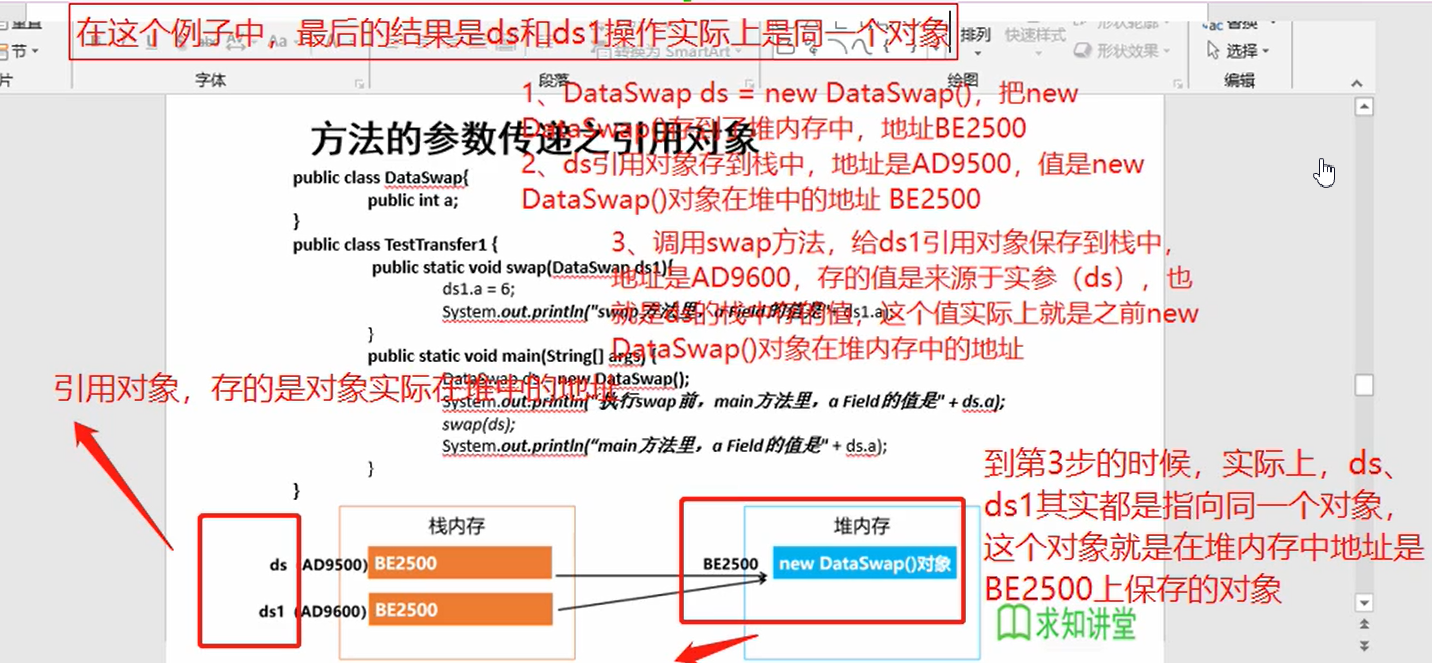 在这个例子中，最后的结果是ds和ds1操作实际上是同一个对象
重置
替换
节
Aa
转换为 SmartArt
排列
快速样式
形状轮廓
形状效果
选择
片
字体
段落
绘图
编辑
方法的参数传递之引用对象
1、DataSwap ds = new DataSwap()，把new
DataSwap()存到了堆内存中，地址BE2500
2、ds引用对象存到栈中，地址是AD9500，值是new
DataSwap()对象在堆中的地址 BE2500
3、调用swap方法，给ds1引用对象保存到栈中，
地址是AD9600，存的值是来源于实参（ds），也
就是ds的栈中存的值，这个值实际上就是之前new
DataSwap()对象在堆内存中的地址
public class DataSwap{
public int a;
}
public class TestTransfer1 {
public static void swap(DataSwap ds1){
ds1.a = 6;
System.out.println("swap方法里，a Field的值是"+ ds1.a);
}
public static void main(String[] args) {
DataSwap ds = new DataSwap();
System.out.println("执行swap前，main方法里，a Field的值是" + ds.a);
swap(ds);
System.out.println(“main方法里，a Field的值是" + ds.a);
}
}
引用对象，存的是对象实际在堆中的地址
到第3步的时候，实际上，ds、
ds1其实都是指向同一个对象，
这个对象就是在堆内存中地址是
BE2500上保存的对象
栈内存
堆内存
ds (AD9500) BE2500
BE2500 new DataSwap()对象
ds1 (AD9600) BE2500
求知讲堂